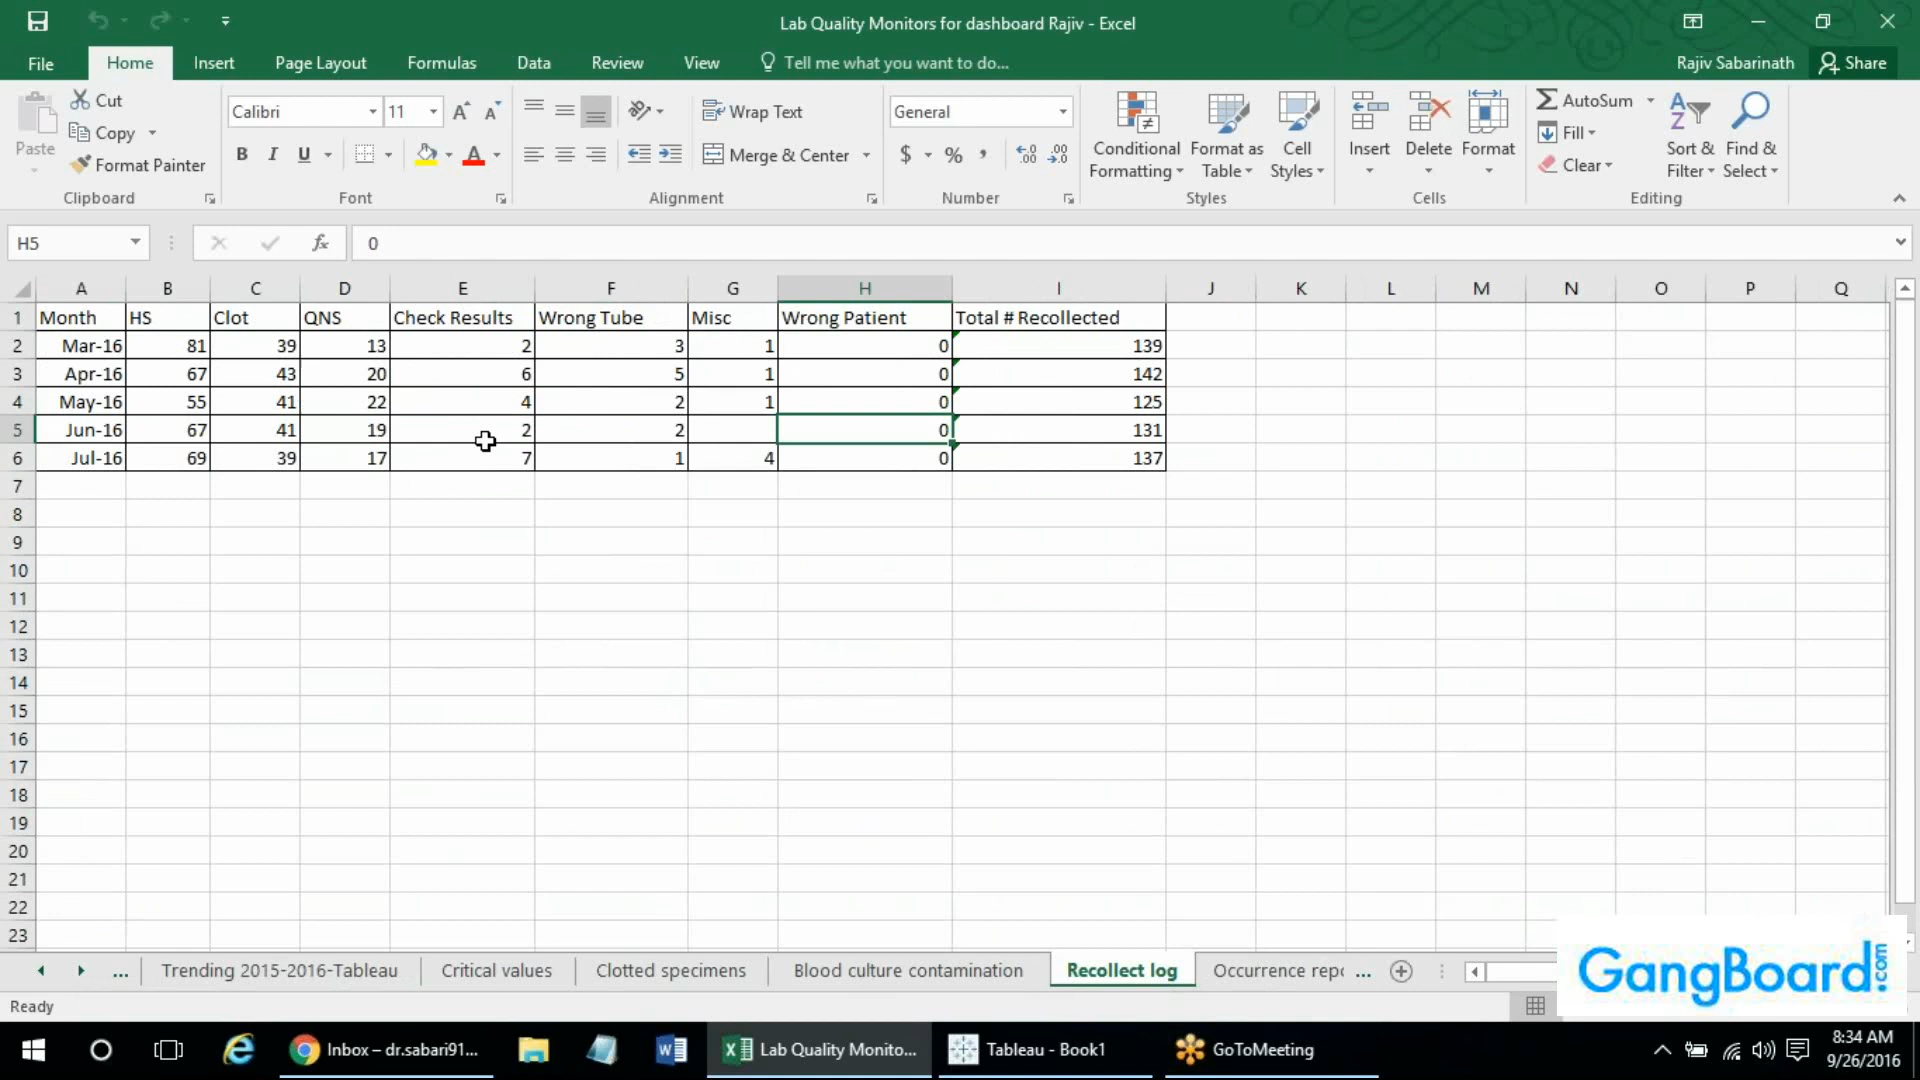 Lab Quality Monitors for dashboard Rajiv - Excel
File Home Insert Page Layout Formulas Data Review View Tell me what you want to do... Rajiv Sabarinath Share
Paste Cut Copy Format Painter Clipboard
Calibri 11 B I U A Font
Wrap Text Merge & Center Alignment
General $ % , Number
Conditional Formatting Format as Table Cell Styles Styles
Insert Delete Format Cells
AutoSum Fill Clear Sort & Filter Find & Select Editing
H5 fx 0
A B C D E F G H I J K L M N O P Q
1 Month HS Clot QNS Check Results Wrong Tube Misc Wrong Patient Total # Recollected
2 Mar-16 81 39 13 2 3 1 0 139
3 Apr-16 67 43 20 6 5 1 0 142
4 May-16 55 41 22 4 2 1 0 125
5 Jun-16 67 41 19 2 2 0 131
6 Jul-16 69 39 17 7 1 4 0 137
7
8
9
10
11
12
13
14
15
16
17
18
19
20
21
22
23
... Trending 2015-2016-Tableau Critical values Clotted specimens Blood culture contamination Recollect log Occurrence repo ...
GangBoard.com
Ready
Inbox – dr.sabari91... Lab Quality Monito... Tableau - Book1 GoToMeeting 8:34 AM
9/26/2016